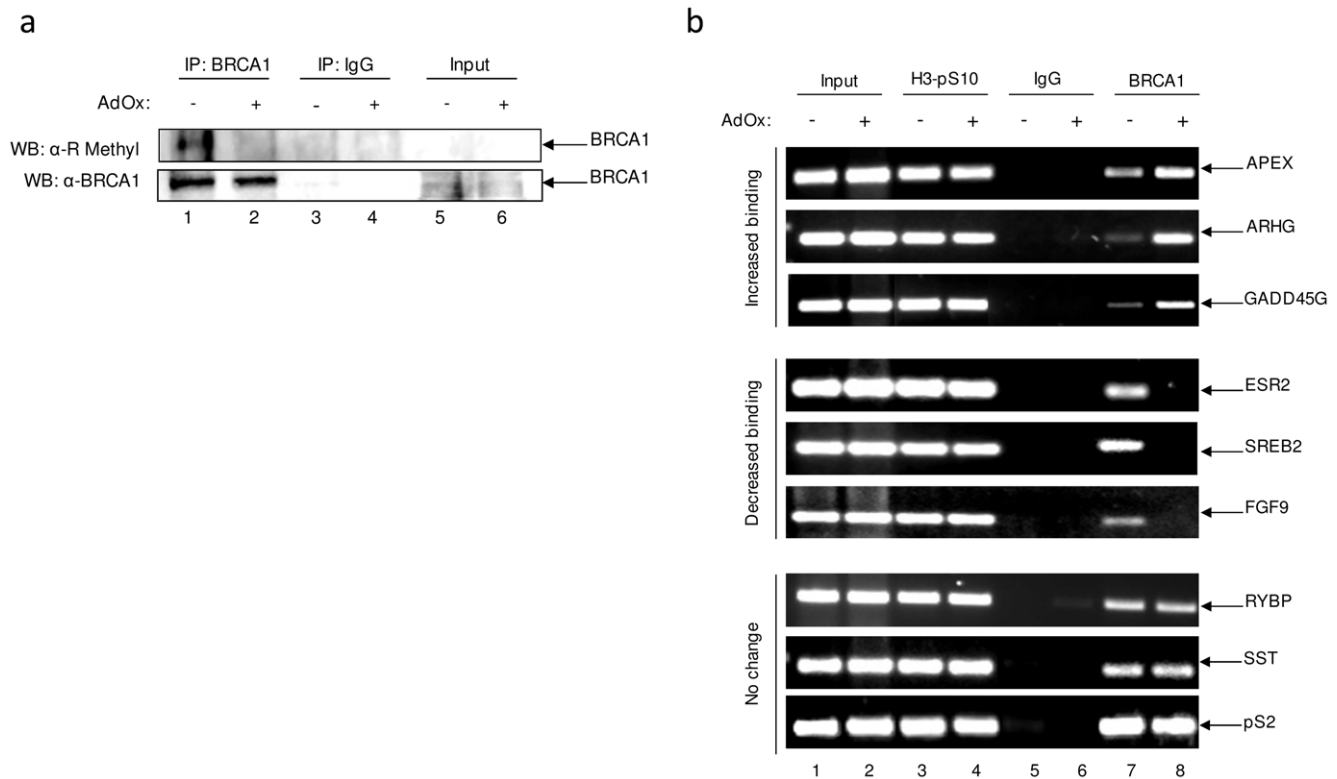 a
IP: BRCA1 IP: IgG Input
AdOx: - + - + - +
WB: α-R Methyl BRCA1
WB: α-BRCA1 BRCA1
1 2 3 4 5 6
b
Input H3-pS10 IgG BRCA1
AdOx: - + - + - + - +
Increased binding
APEX
ARHG
GADD45G
Decreased binding
ESR2
SREB2
FGF9
No change
RYBP
SST
pS2
1 2 3 4 5 6 7 8